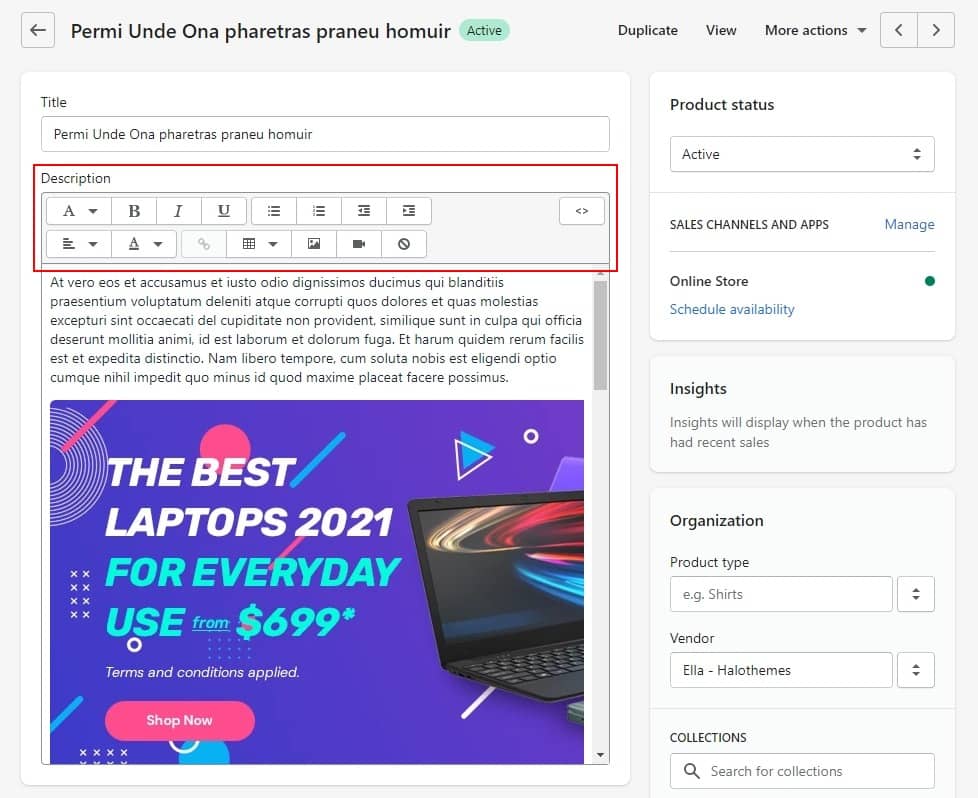 Permi Unde Ona pharetras praneu homuir Active Duplicate View More actions
Title
Permi Unde Ona pharetras praneu homuir
Description
A B I U <>
A
At vero eos et accusamus et iusto odio dignissimos ducimus qui blanditiis
praesentium voluptatum deleniti atque corrupti quos dolores et quas molestias
excepturi sint occaecati del cupiditate non provident, similique sunt in culpa qui officia
deserunt mollitia animi, id est laborum et dolorum fuga. Et harum quidem rerum facilis
est et expedita distinctio. Nam libero tempore, cum soluta nobis est eligendi optio
cumque nihil impedit quo minus id quod maxime placeat facere possimus.
THE BEST
LAPTOPS 2021
FOR EVERYDAY
USE from $699*
Terms and conditions applied.
Shop Now
Product status
Active
SALES CHANNELS AND APPS Manage
Online Store
Schedule availability
Insights
Insights will display when the product has
had recent sales
Organization
Product type
e.g. Shirts
Vendor
Ella - Halothemes
COLLECTIONS
Search for collections